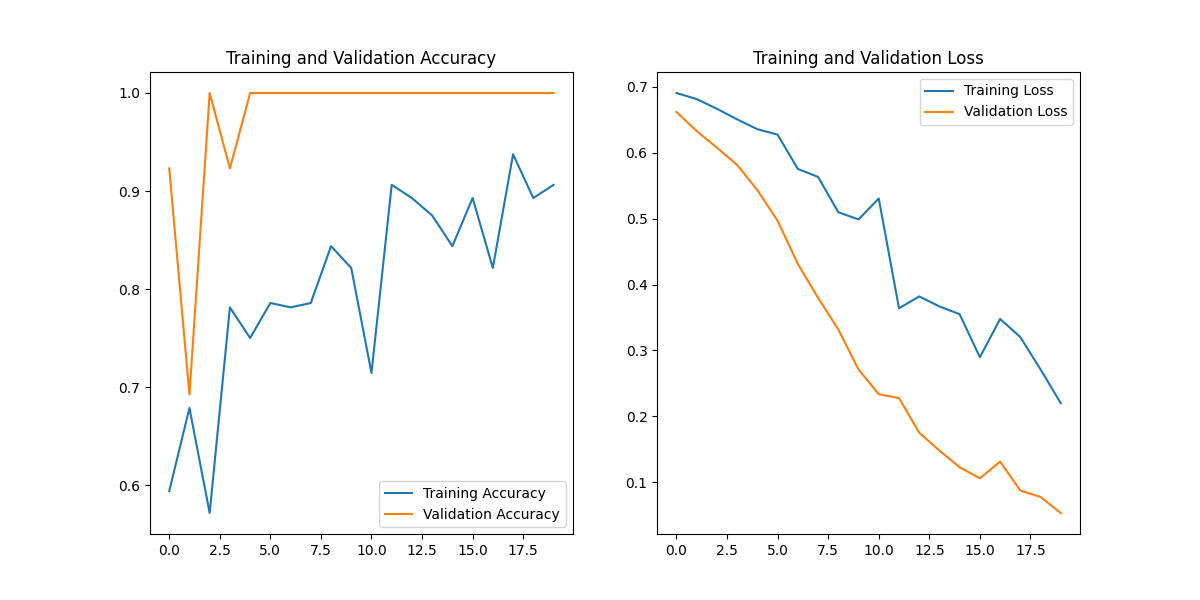 Training and Validation Accuracy
1.0
0.9
0.8
0.7
0.6
0.0 2.5 5.0 7.5 10.0 12.5 15.0 17.5
Training Accuracy
Validation Accuracy
Training and Validation Loss
0.7
0.6
0.5
0.4
0.3
0.2
0.1
0.0 2.5 5.0 7.5 10.0 12.5 15.0 17.5
Training Loss
Validation Loss